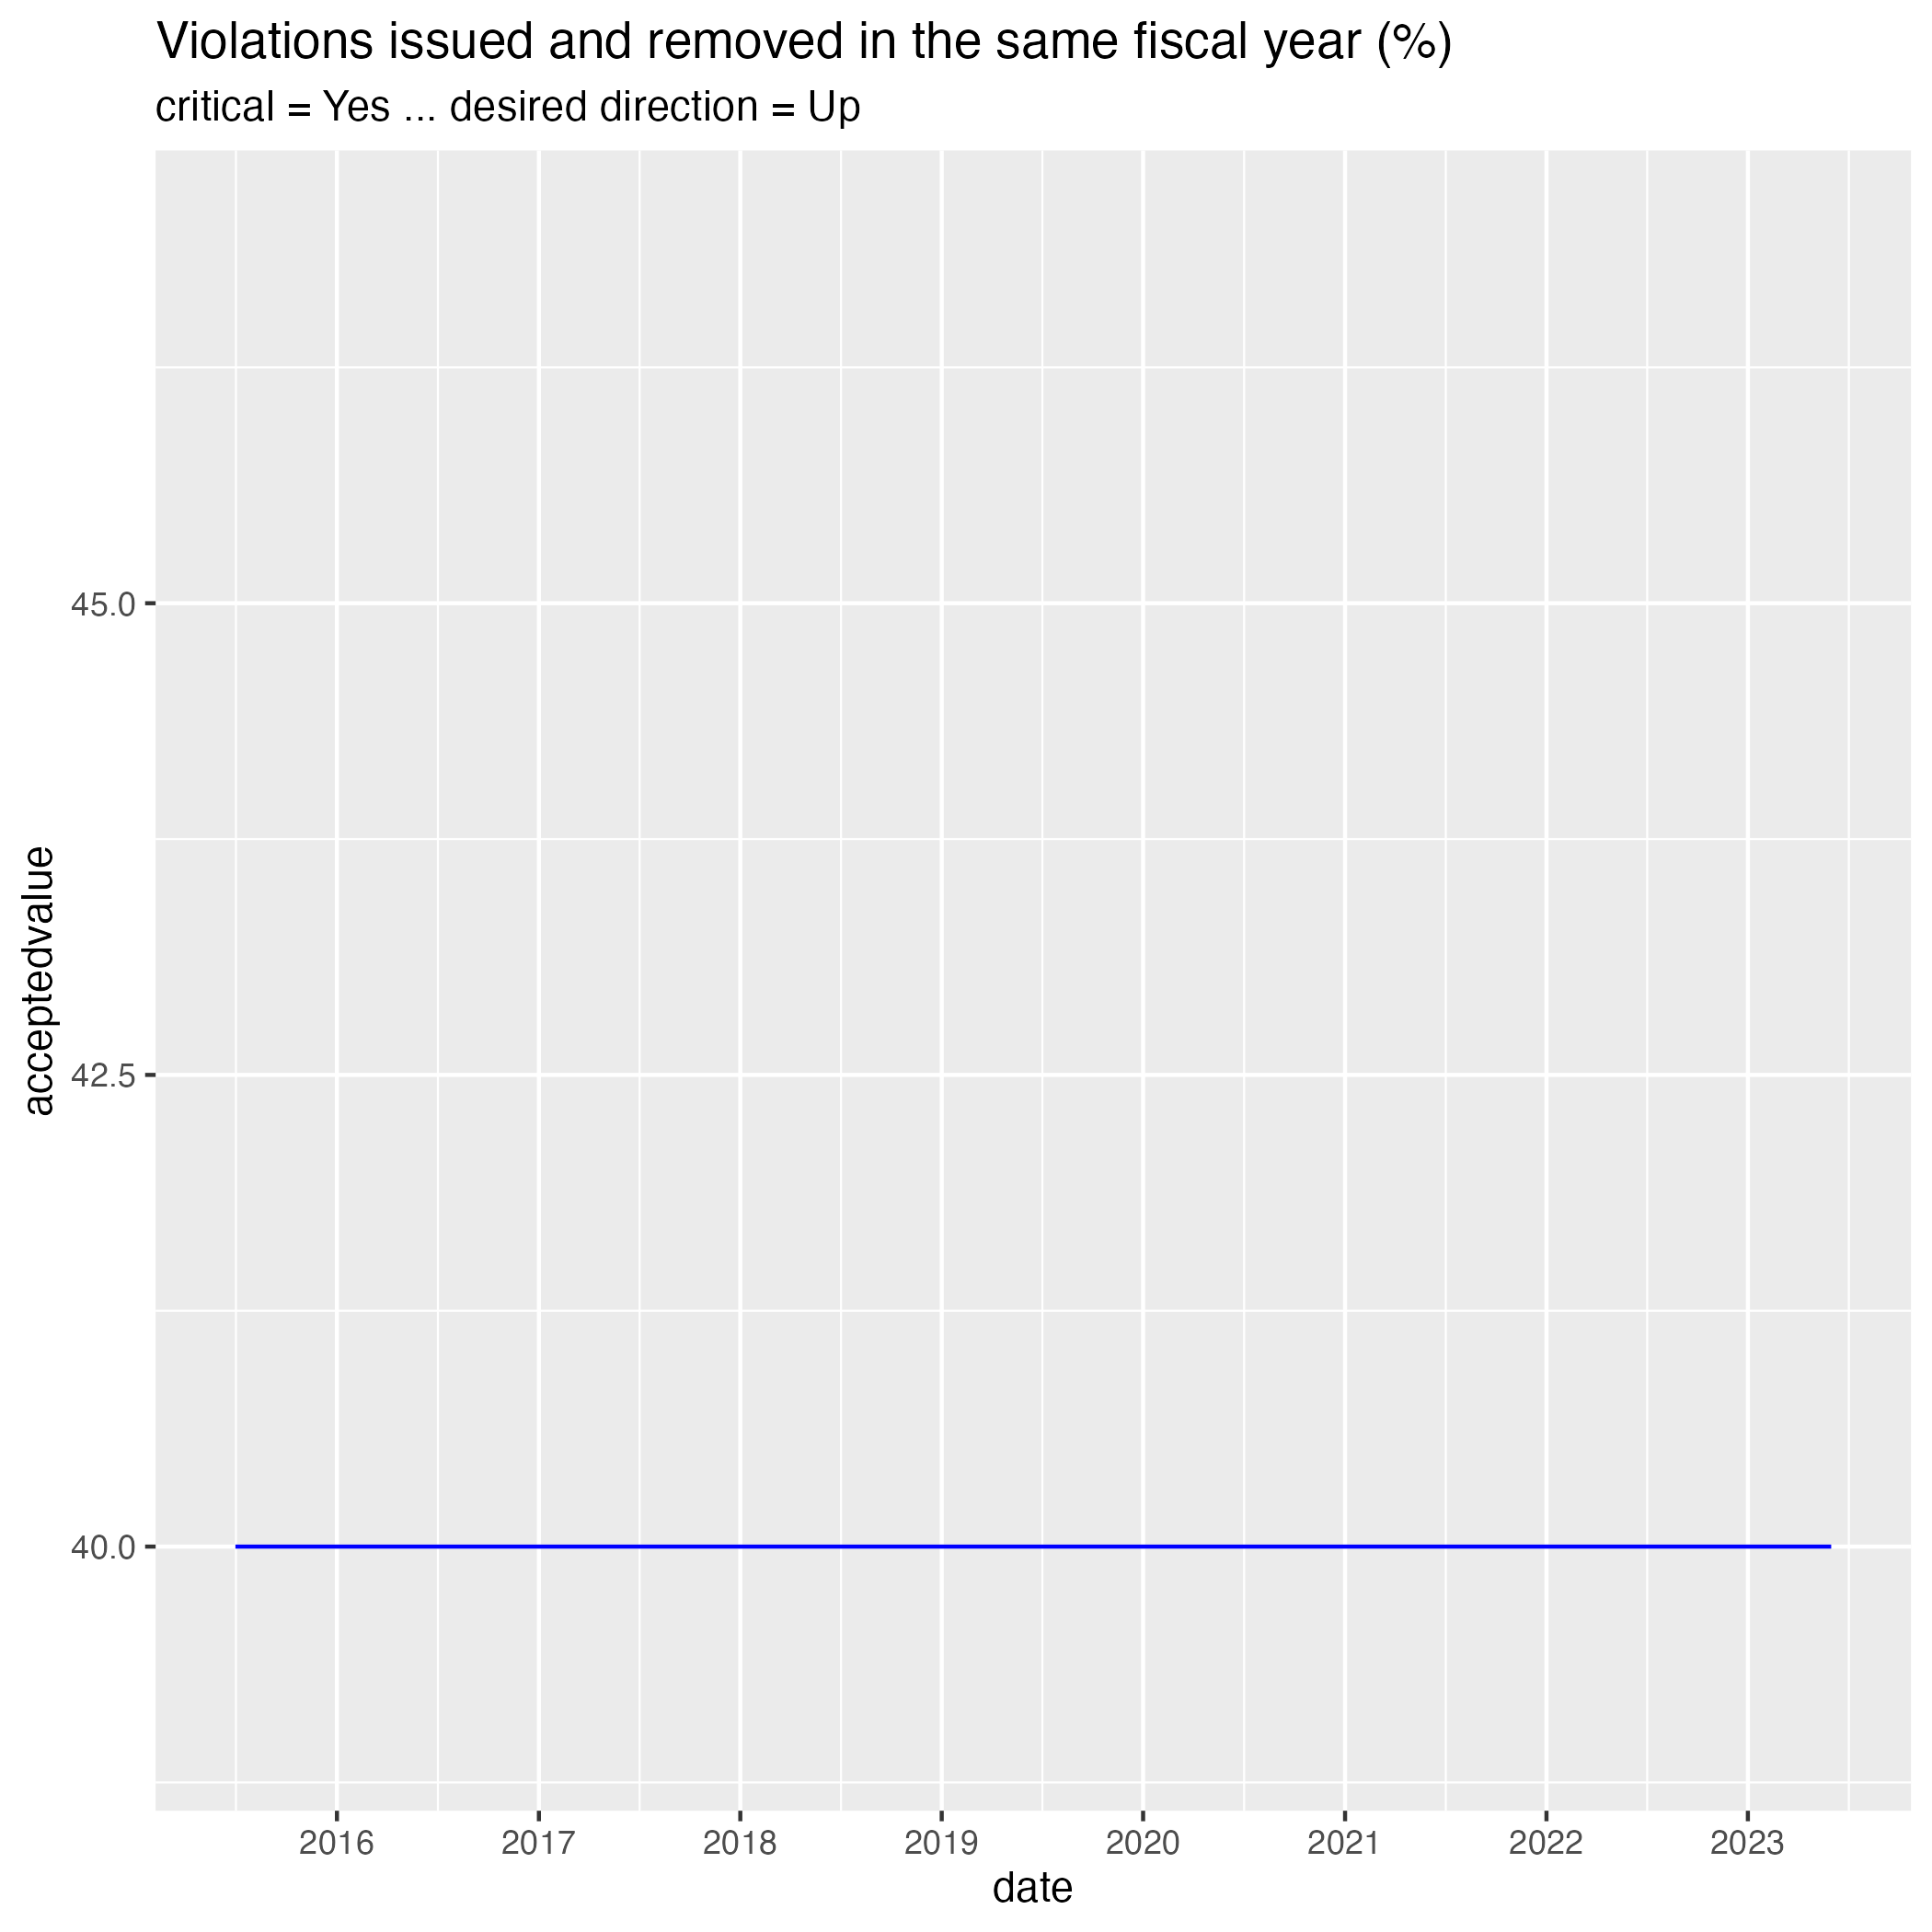 Violations issued and removed in the same fiscal year (%)
critical = Yes ... desired direction = Up
acceptedvalue
45.0
42.5
40.0
2016 2017 2018 2019 2020 2021 2022 2023
date